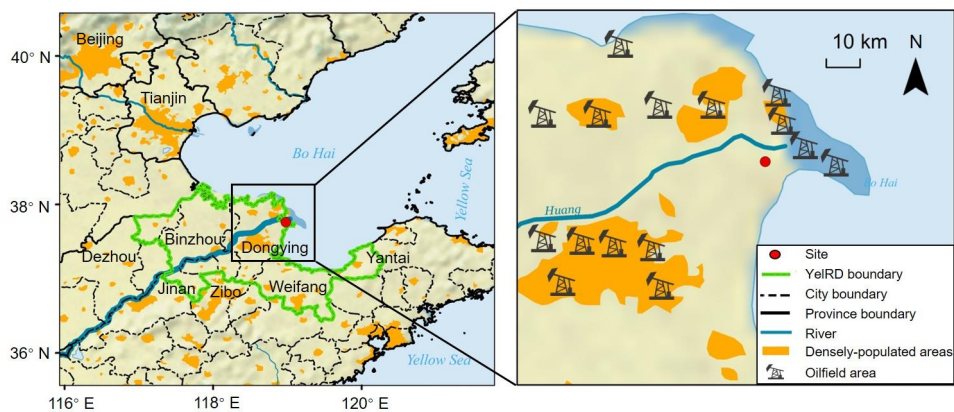 40° N
38° N
36° N
116° E
118° E
120° E
Beijing
Tianjin
Bo Hai
Yellow Sea
Binzhou
Dezhou
Dongying
Yantai
Jinan
Zibo
Weifang
Yellow Sea
10 km
N
Bo Hai
Huang
Site
YelRD boundary
City boundary
Province boundary
River
Densely-populated areas
Oilfield area